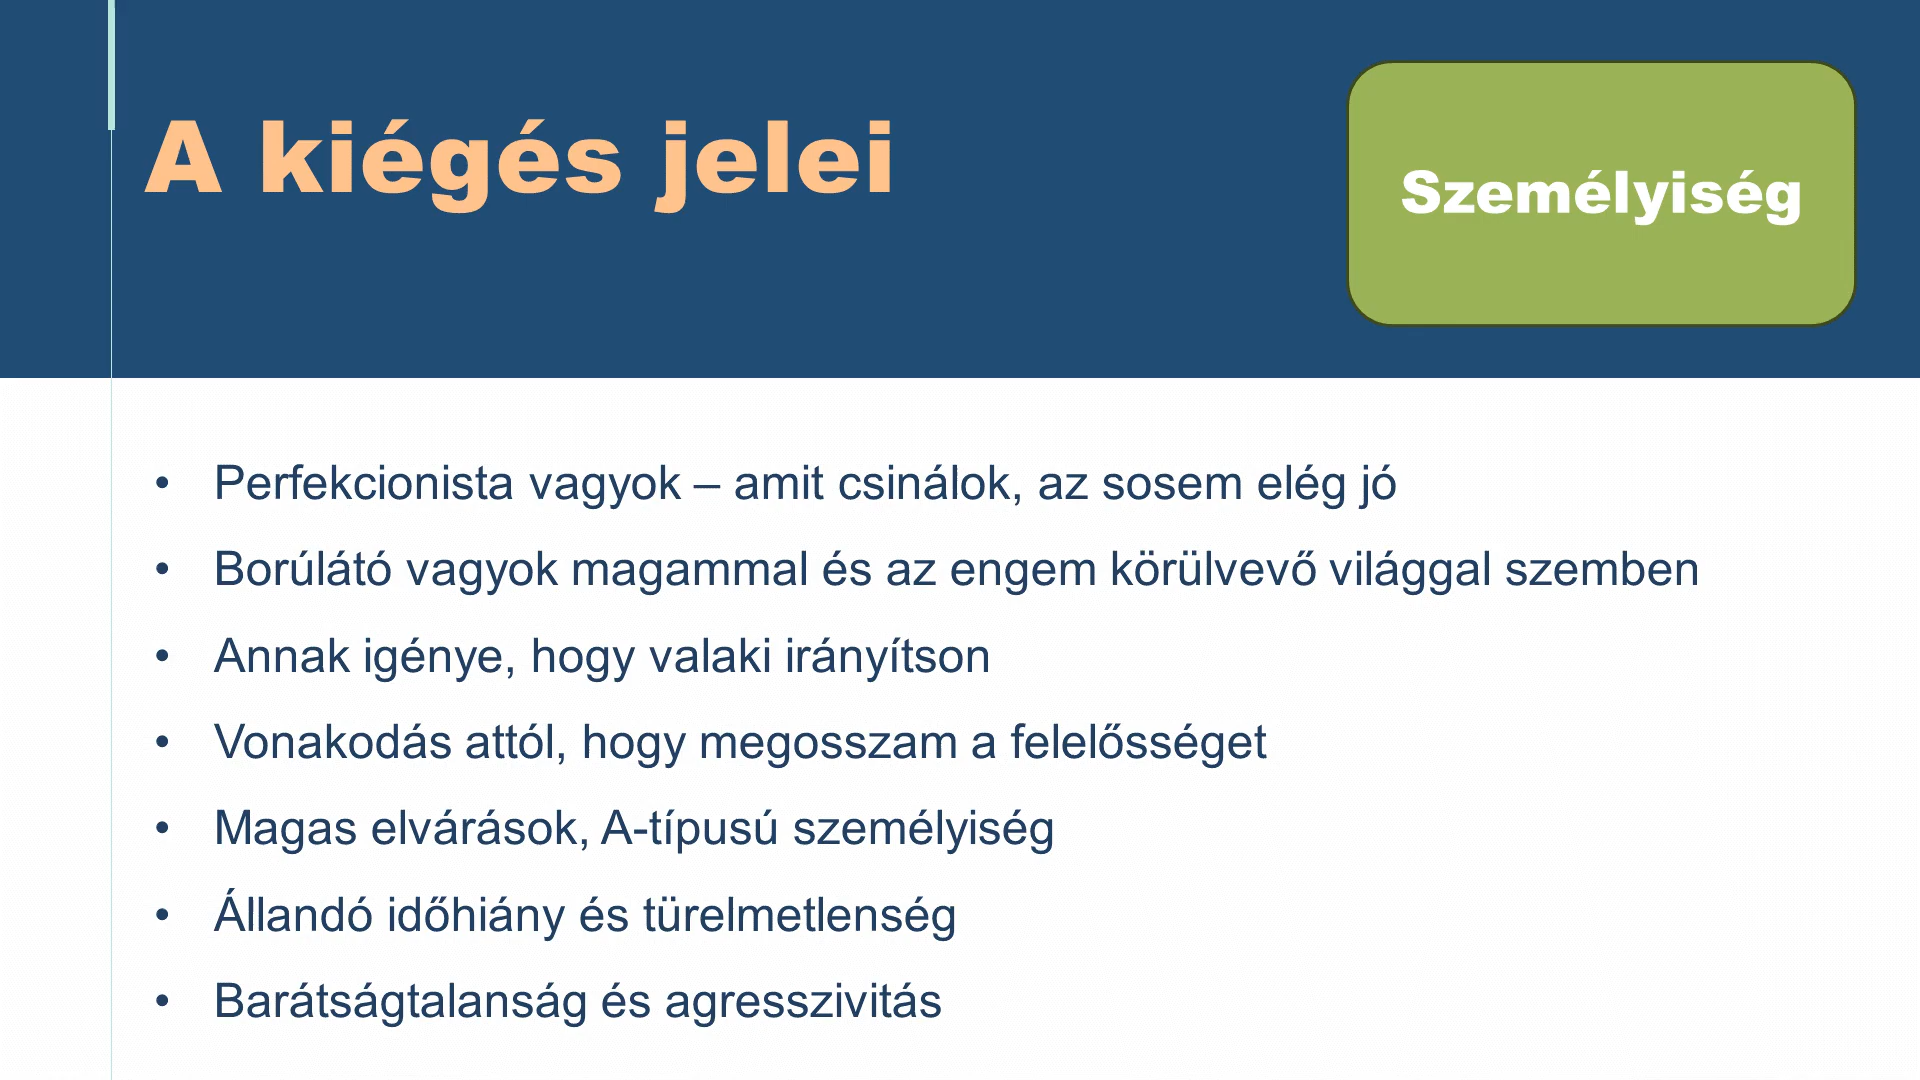 A kiégés jelei
Személyiség
• Perfekcionista vagyok – amit csinálok, az sosem elég jó
• Borúlátó vagyok magammal és az engem körülvevő világgal szemben
• Annak igénye, hogy valaki irányítson
• Vonakodás attól, hogy megosszam a felelősséget
• Magas elvárások, A-típusú személyiség
• Állandó időhiány és türelmetlenség
• Barátságtalanság és agresszivitás